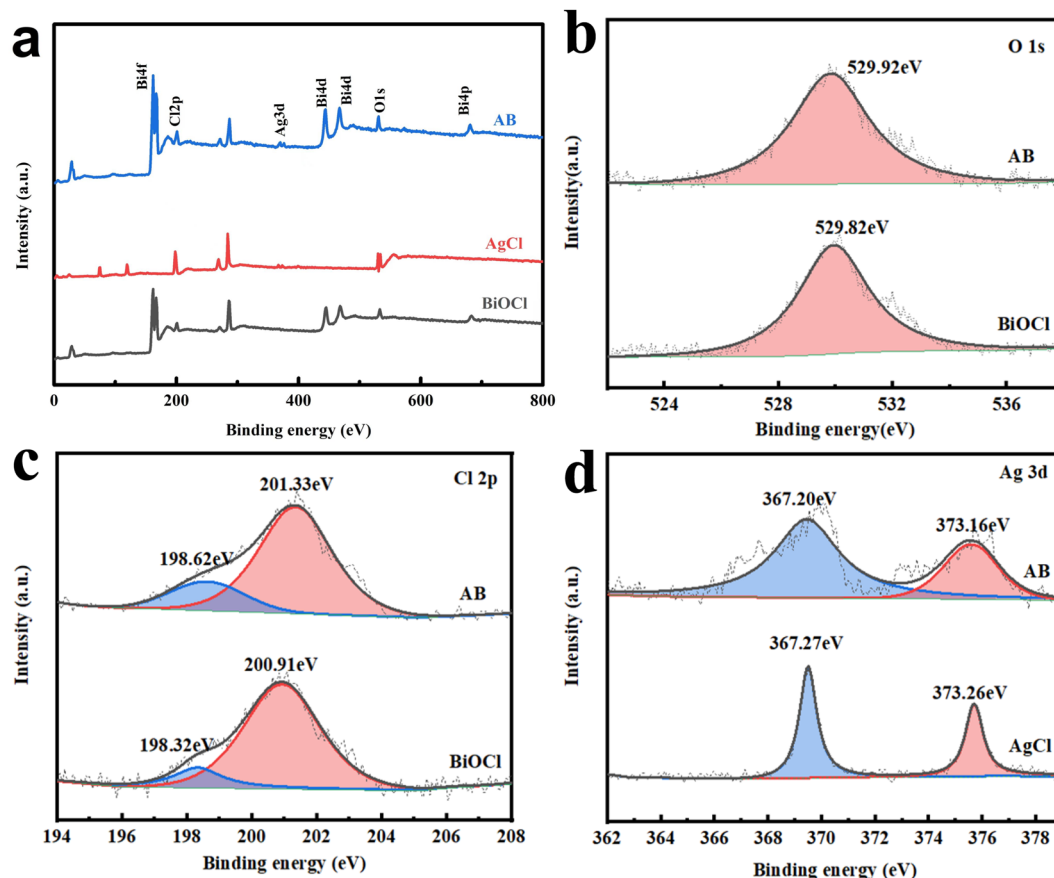 a
Bi4f
Cl2p
Ag3d
Bi4d
Bi4d
O1s
Bi4p
AB
AgCl
BiOCl
Intensity (a.u.)
0 200 400 600 800
Binding energy (eV)
b
O 1s
529.92eV
AB
529.82eV
BiOCl
Intensity(a.u.)
524 528 532 536
Binding energy(eV)
c
Cl 2p
201.33eV
198.62eV
AB
200.91eV
198.32eV
BiOCl
Intensity (a.u.)
194 196 198 200 202 204 206 208
Binding energy (eV)
d
Ag 3d
367.20eV
373.16eV
AB
367.27eV
373.26eV
AgCl
Intensity (a.u.)
362 364 366 368 370 372 374 376 378
Binding energy (eV)